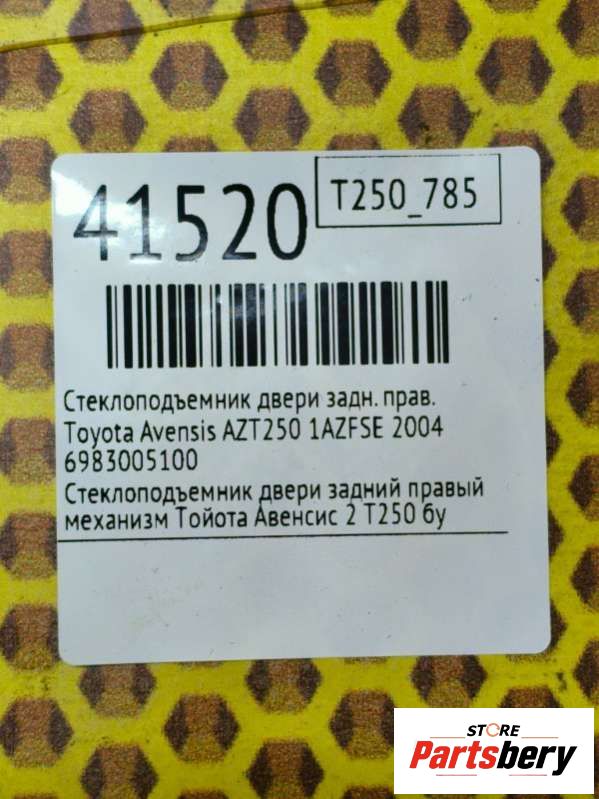 41520
T250_785
Стеклоподъемник двери задн. прав.
Toyota Avensis AZT250 1AZFSE 2004
6983005100
Стеклоподъемник двери задний правый
механизм Тойота Авенсис 2 Т250 бу
STORE
Partsbery